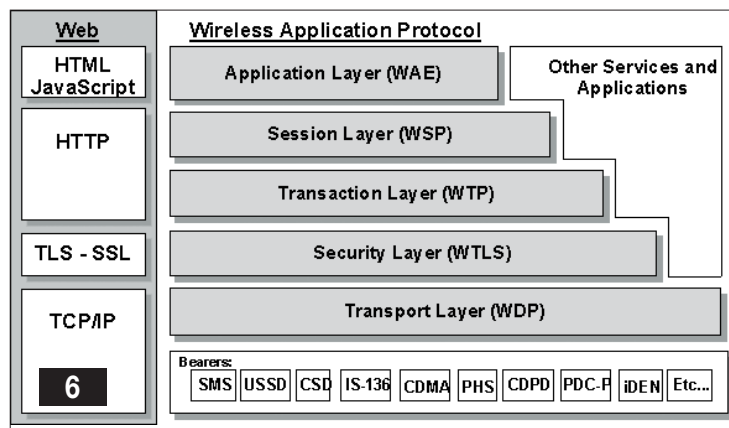 Web
Wireless Application Protocol
HTML
JavaScript
Application Layer (WAE)
Other Services and
Applications
HTTP
Session Layer (WSP)
Transaction Layer (WTP)
TLS - SSL
Security Layer (WTLS)
TCP/IP
Transport Layer (WDP)
6
Bearers:
SMS
USSD
CSD
IS-136
CDMA
PHS
CDPD
PDC-P
iDEN
Etc...